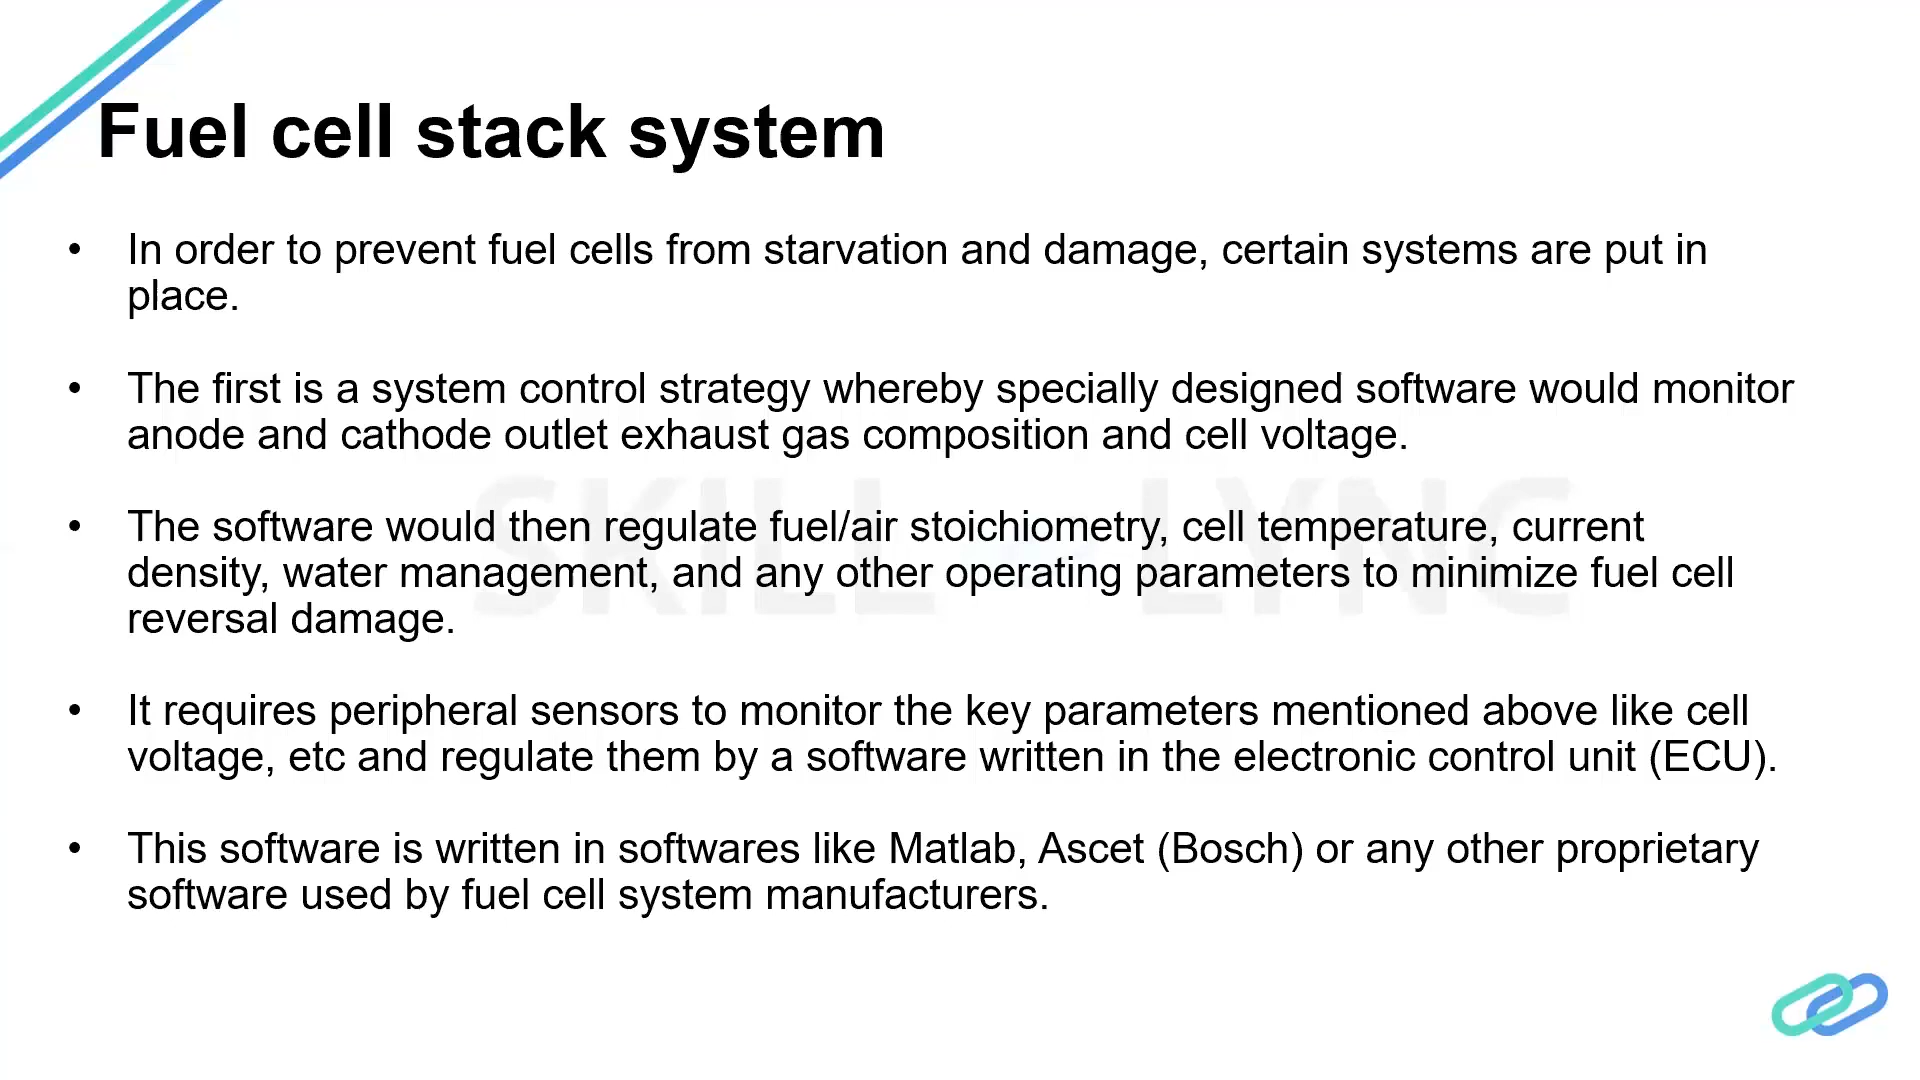 Fuel cell stack system
• In order to prevent fuel cells from starvation and damage, certain systems are put in
place.
• The first is a system control strategy whereby specially designed software would monitor
anode and cathode outlet exhaust gas composition and cell voltage.
• The software would then regulate fuel/air stoichiometry, cell temperature, current
density, water management, and any other operating parameters to minimize fuel cell
reversal damage.
• It requires peripheral sensors to monitor the key parameters mentioned above like cell
voltage, etc and regulate them by a software written in the electronic control unit (ECU).
• This software is written in softwares like Matlab, Ascet (Bosch) or any other proprietary
software used by fuel cell system manufacturers.
SKILL LYNC